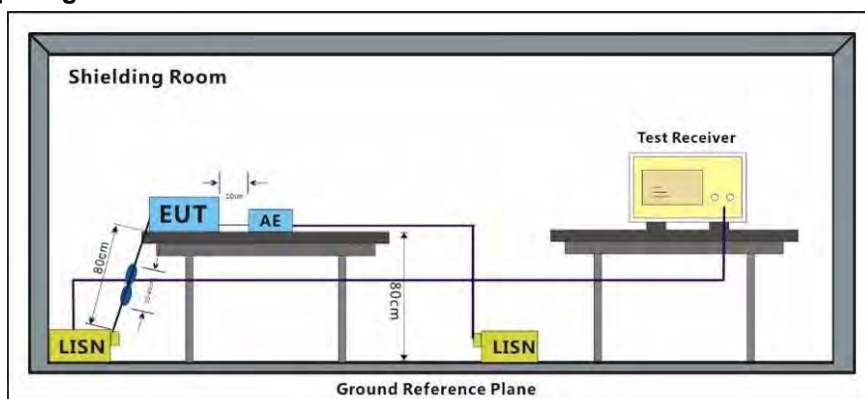 Shielding Room
Test Receiver
10cm
EUT
AE
80cm
80cm
LISN
LISN
Ground Reference Plane